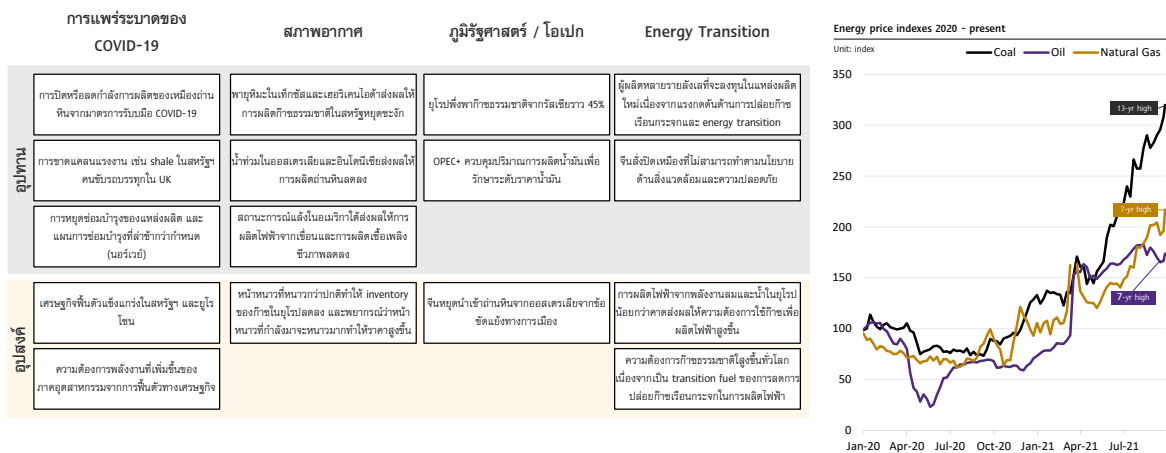 การแพร่ระบาดของ
COVID-19
สภาพอากาศ
ภูมิรัฐศาสตร์ / โอเปก
Energy Transition
อุปทาน
การปิดหรือลดกำลังการผลิตของเหมืองถ่าน
หินจากมาตรการรับมือ COVID-19
พายุหิมะในเท็กซัสและเฮอริเคนไอด้าส่งผลให้
การผลิตก๊าซธรรมชาติในสหรัฐหยุดชะงัก
ยุโรปพึ่งพาก๊าซธรรมชาติจากรัสเซียราว 45%
ผู้ผลิตหลายรายลังเลที่จะลงทุนในแหล่งผลิต
ใหม่เนื่องจากแรงกดดันด้านการปล่อยก๊าซ
เรือนกระจกและ energy transition
การขาดแคลนแรงงาน เช่น shale ในสหรัฐฯ
คนขับรถบรรทุกใน UK
น้ำท่วมในออสเตรเลียและอินโดนีเซียส่งผลให้
การผลิตถ่านหินลดลง
OPEC+ ควบคุมปริมาณการผลิตน้ำมันเพื่อ
รักษาระดับราคาน้ำมัน
จีนสั่งปิดเหมืองที่ไม่สามารถทำตามนโยบาย
ด้านสิ่งแวดล้อมและความปลอดภัย
การหยุดซ่อมบำรุงของแหล่งผลิต และ
แผนการซ่อมบำรุงที่ล่าช้ากว่ากำหนด
(นอร์เวย์)
สถานะการณ์แล้งในอเมริกาใต้ส่งผลให้การ
ผลิตไฟฟ้าจากเขื่อนและการผลิตเชื้อเพลิง
ชีวภาพลดลง
อุปสงค์
เศรษฐกิจฟื้นตัวแข็งแกร่งในสหรัฐฯ และยูโร
โซน
หน้าหนาวที่หนาวกว่าปกติทำให้ inventory
ของก๊าซในยุโรปลดลง และพยากรณ์ว่าหน้า
หนาวที่กำลังมาจะหนาวมากทำให้ราคาสูงขึ้น
จีนหยุดนำเข้าถ่านหินจากออสเตรเลียจากข้อ
ขัดแย้งทางการเมือง
การผลิตไฟฟ้าจากพลังงานลมและน้ำในยุโรป
น้อยกว่าคาดส่งผลให้ความต้องการใช้ก๊าซเพื่อ
ผลิตไฟฟ้าสูงขึ้น
ความต้องการพลังงานที่เพิ่มขึ้นของ
ภาคอุตสาหกรรมจากการฟื้นตัวทางเศรษฐกิจ
ความต้องการก๊าซธรรมชาติใสูงขึ้นทั่วโลก
เนื่องจากเป็น transition fuel ของการลดการ
ปล่อยก๊าซเรือนกระจกในการผลิตไฟฟ้า
Energy price indexes 2020 - present
Unit: index
Coal Oil Natural Gas
350
300
250
200
150
100
50
0
13-yr high
7-yr high
7-yr high
Jan-20 Apr-20 Jul-20 Oct-20 Jan-21 Apr-21 Jul-21